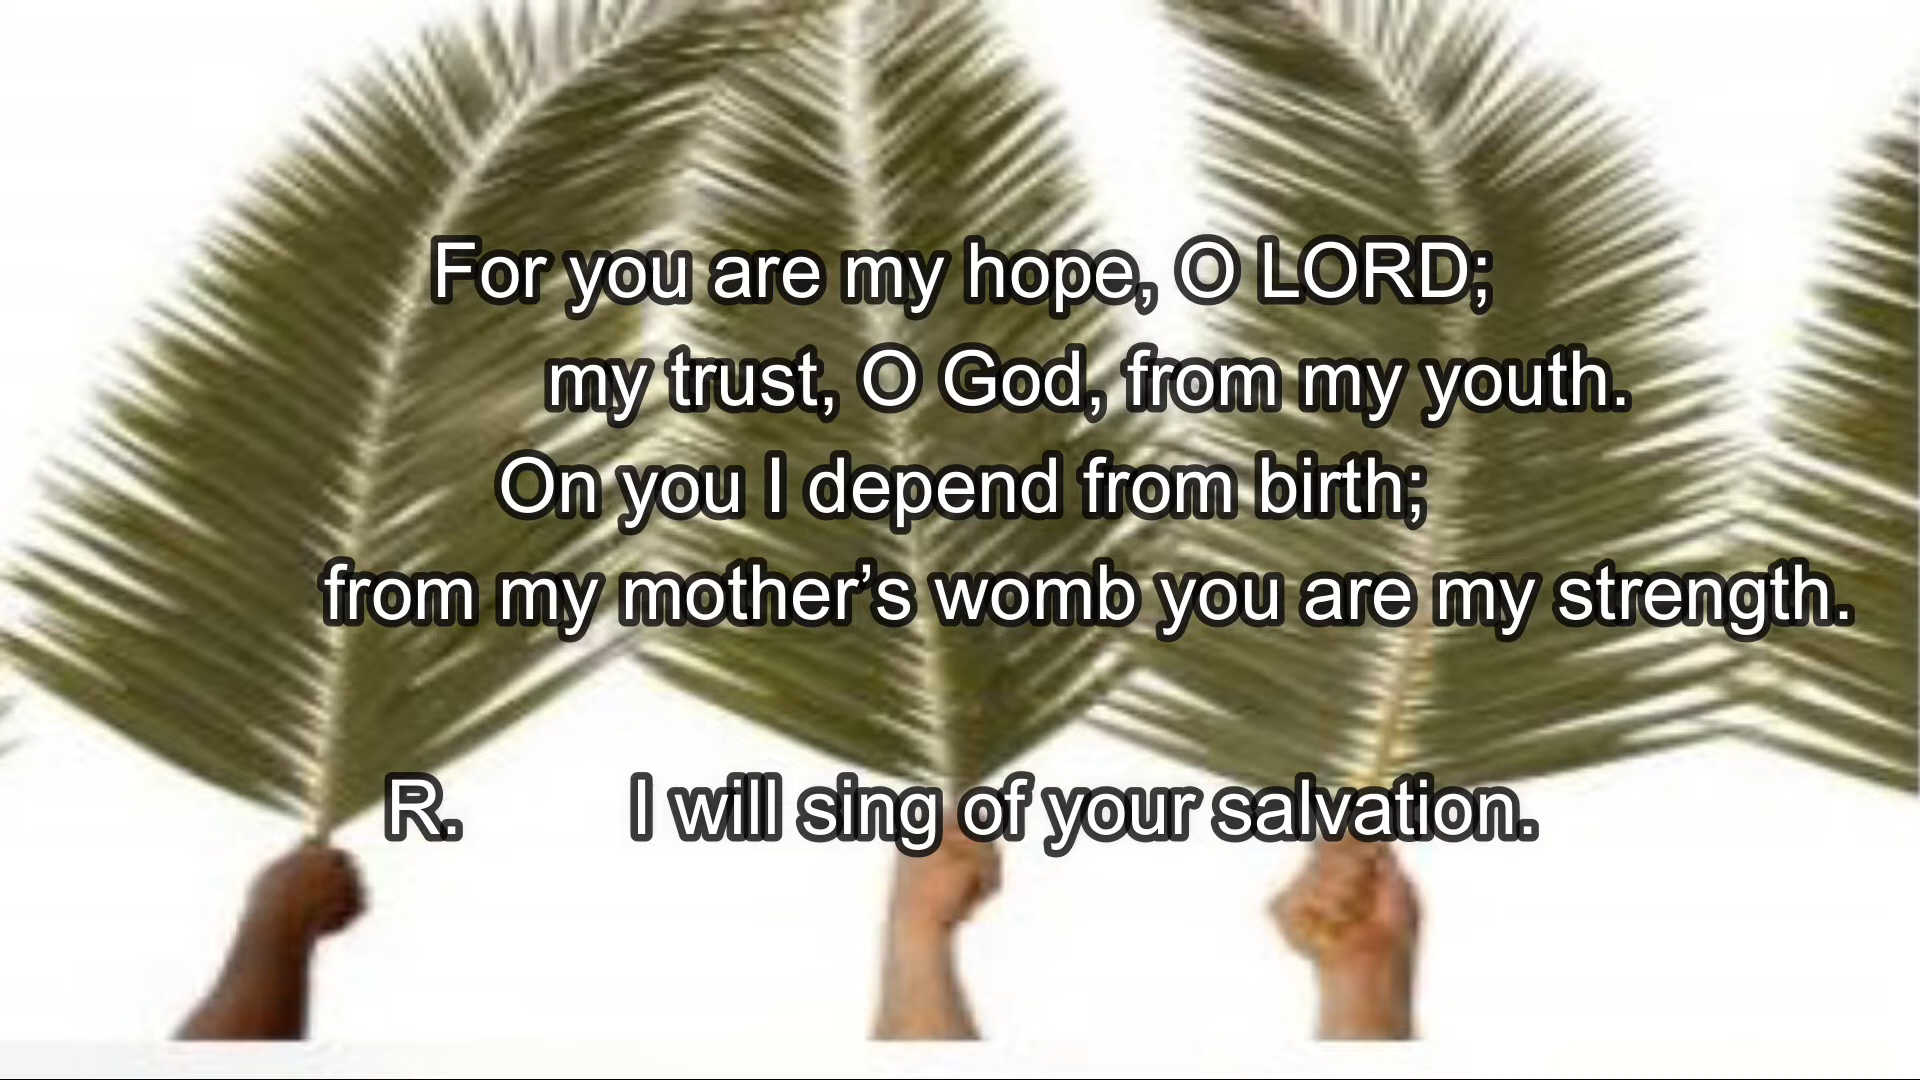 For you are my hope, O LORD;
my trust, O God, from my youth.
On you I depend from birth;
from my mother’s womb you are my strength.
R. I will sing of your salvation.